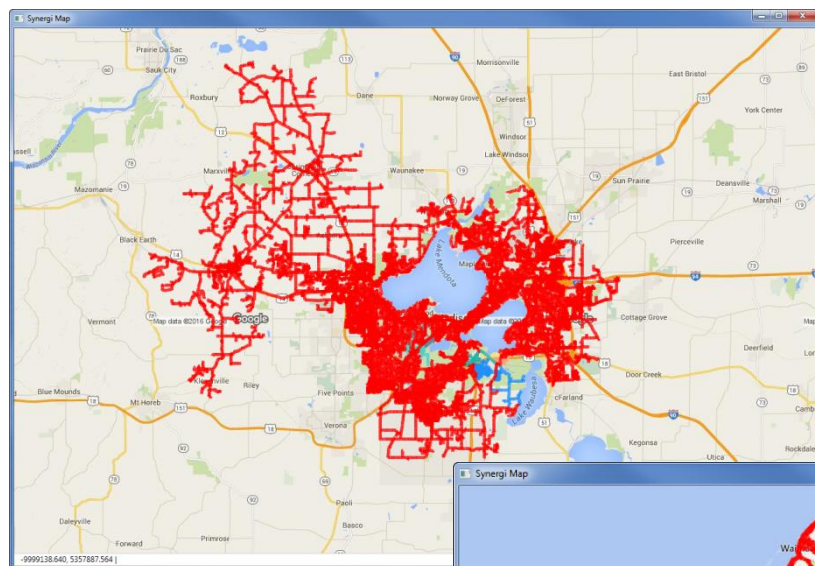 Synergi Map
Prairie Du Sac
Sauk City
Roxbury
Dane
Morrisonville
Norway Grove
DeForest
East Bristol
York Center
Windsor
Lake Windsor
Waunakee
Marxville
Mazomanie
Sun Prairie
Deansville
Marshall
Black Earth
Pierceville
Lake Mendota
Vermont
Map data ©2016 Google
Google
Cottage Grove
Deerfield
Door Creek
Riley
Five Points
Blue Mounds
Mt Horeb
Verona
cFarland
Lake Waubesa
Kegonsa
Utica
Rockdale
Paoli
Basco
Daleyville
Forward
Primrose
-9999138.640, 5357887.564 |
Synergi Map